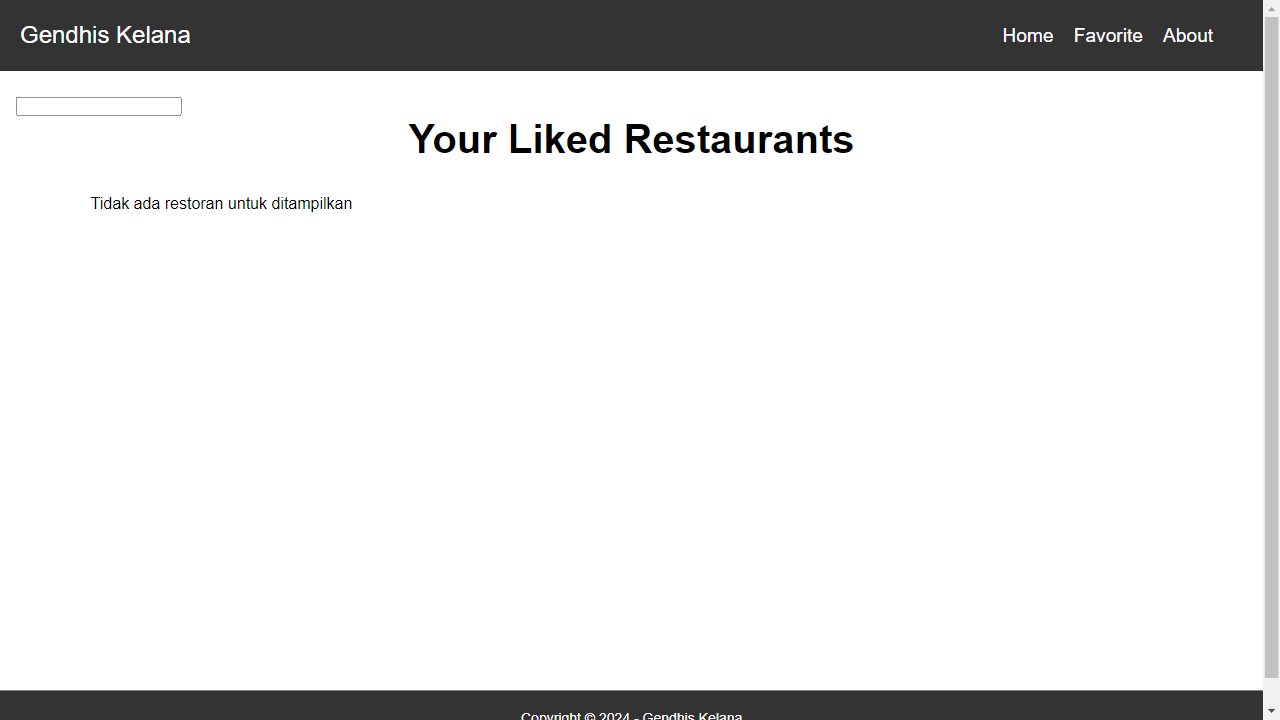 Gendhis Kelana
Home Favorite About
Your Liked Restaurants
Tidak ada restoran untuk ditampilkan
Copyright © 2024 - Gendhis Kelana